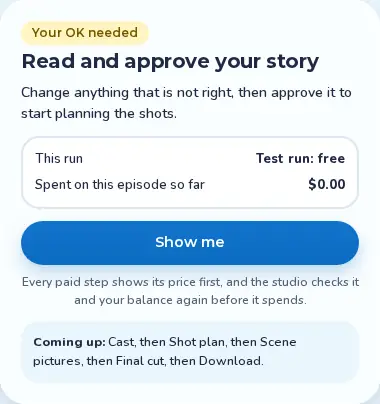 Your OK needed
Read and approve your story
Change anything that is not right, then approve it to
start planning the shots.
This run Test run: free
Spent on this episode so far $0.00
Show me
Every paid step shows its price first, and the studio checks it
and your balance again before it spends.
Coming up: Cast, then Shot plan, then Scene
pictures, then Final cut, then Download.